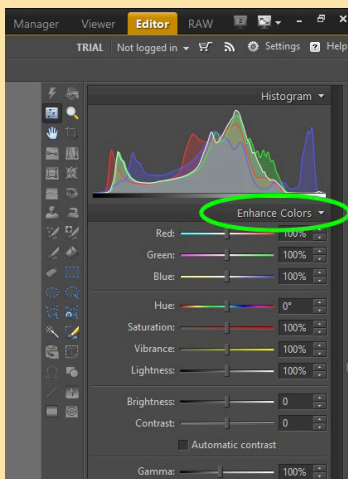 Manager Viewer Editor RAW
TRIAL Not logged in Settings Help
Histogram
Enhance Colors
Red: 100%
Green: 100%
Blue: 100%
Hue: 0°
Saturation: 100%
Vibrance: 100%
Lightness: 100%
Brightness: 0
Contrast: 0
Automatic contrast
Gamma: 100%